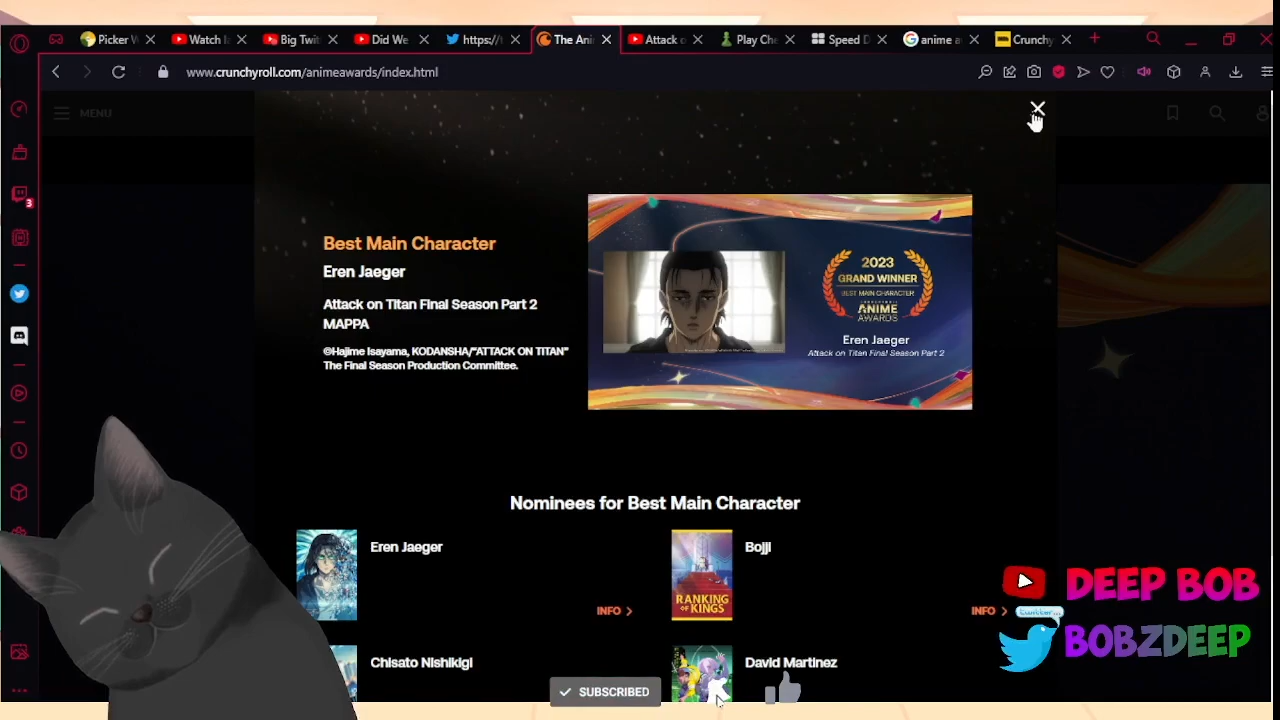 Picker W
Watch I
Big Twit
Did We
https://t
The Ani
Attack o
Play Che
Speed D
anime a
Crunchy
www.crunchyroll.com/animeawards/index.html
MENU
3
Best Main Character
Eren Jaeger
Attack on Titan Final Season Part 2
MAPPA
©Hajime Isayama, KODANSHA/"ATTACK ON TITAN"
The Final Season Production Committee.
2023
GRAND WINNER
BEST MAIN CHARACTER
ANIME
AWARDS
Eren Jaeger
Attack on Titan Final Season Part 2
Nominees for Best Main Character
Eren Jaeger
INFO
RANKING
OF KINGS
Bojji
INFO
Chisato Nishikigi
David Martinez
SUBSCRIBED
DEEP BOB
twitter...
BOBZDEEP